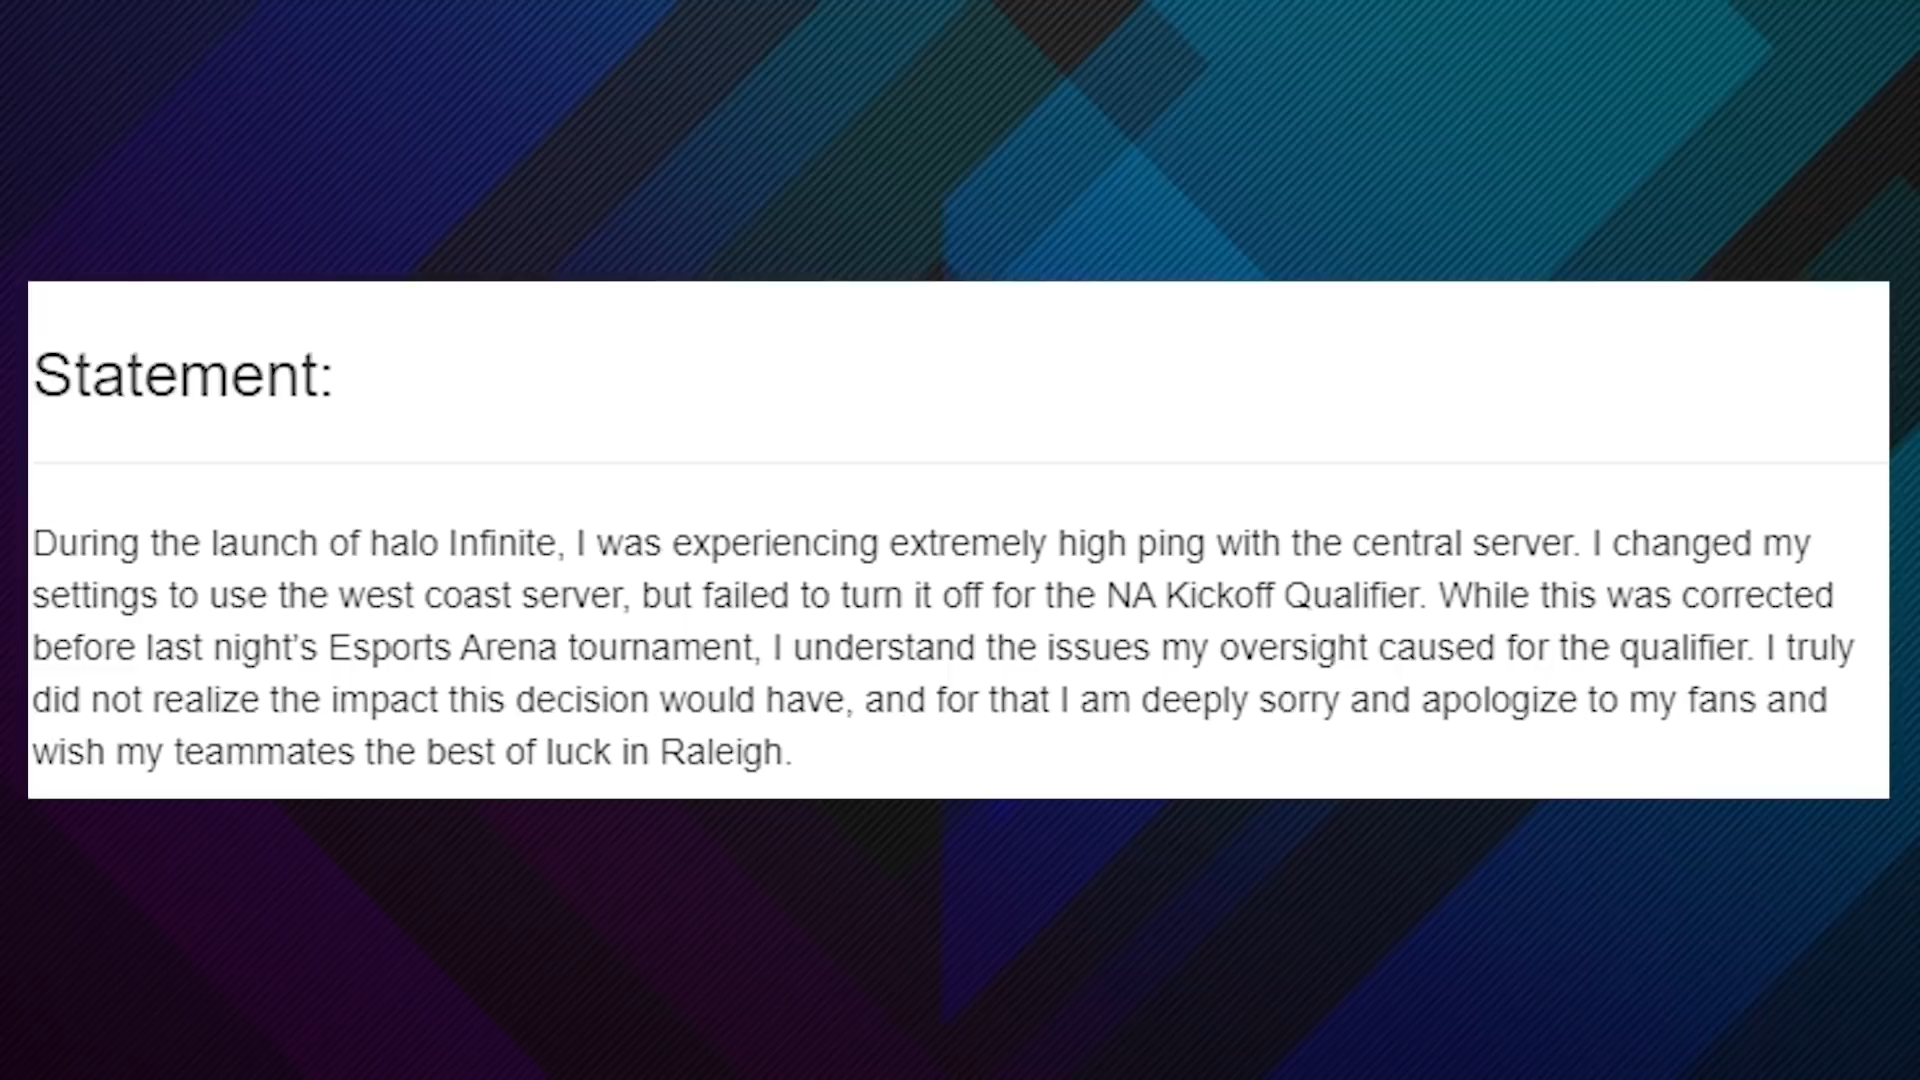 Statement:
During the launch of halo Infinite, I was experiencing extremely high ping with the central server. I changed my
settings to use the west coast server, but failed to turn it off for the NA Kickoff Qualifier. While this was corrected
before last night’s Esports Arena tournament, I understand the issues my oversight caused for the qualifier. I truly
did not realize the impact this decision would have, and for that I am deeply sorry and apologize to my fans and
wish my teammates the best of luck in Raleigh.